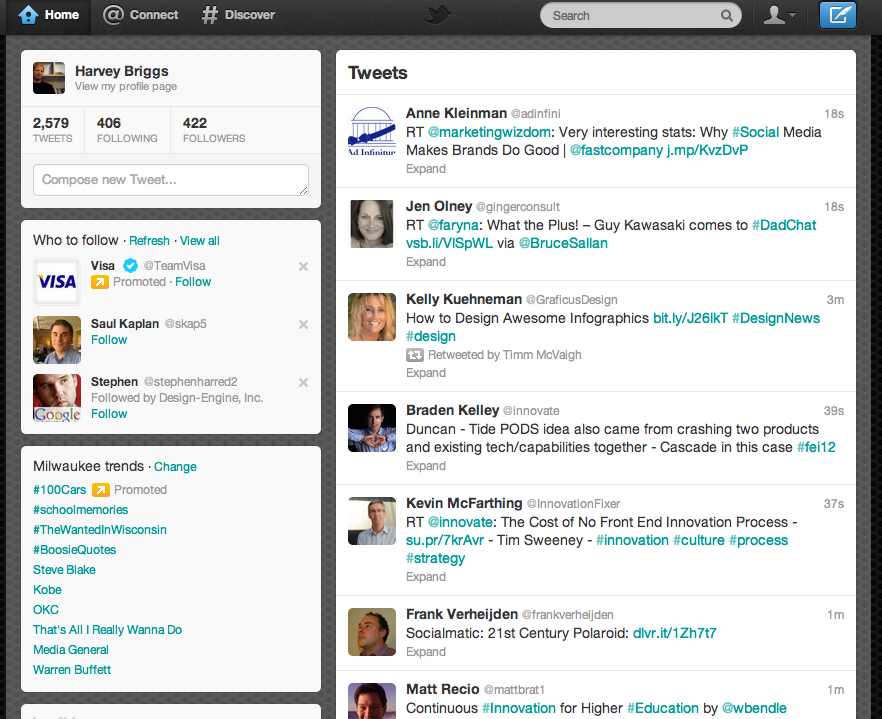 Home Connect Discover Search
Harvey Briggs
View my profile page
2,579 406 422
TWEETS FOLLOWING FOLLOWERS
Compose new Tweet...
Who to follow · Refresh · View all
VISA
Visa @TeamVisa
Promoted · Follow
Saul Kaplan @skap5
Follow
Stephen @stephenharred2
Followed by Design-Engine, Inc.
Google
Follow
Milwaukee trends · Change
#100Cars Promoted
#schoolmemories
#TheWantedInWisconsin
#BoosieQuotes
Steve Blake
Kobe
OKC
That's All I Really Wanna Do
Media General
Warren Buffett
Tweets
Ad Infinitum
Anne Kleinman @adinfini 18s
RT @marketingwizdom: Very interesting stats: Why #Social Media
Makes Brands Do Good | @fastcompany j.mp/KvzDvP
Expand
Jen Olney @gingerconsult 18s
RT @faryna: What the Plus! – Guy Kawasaki comes to #DadChat
vsb.li/VlSpWL via @BruceSallan
Expand
Kelly Kuehneman @GraficusDesign 3m
How to Design Awesome Infographics bit.ly/J26lkT #DesignNews
#design
Retweeted by Timm McVaigh
Expand
Braden Kelley @innovate 39s
Duncan - Tide PODS idea also came from crashing two products
and existing tech/capabilities together - Cascade in this case #fei12
Expand
Kevin McFarthing @InnovationFixer 37s
RT @innovate: The Cost of No Front End Innovation Process -
su.pr/7krAvr - Tim Sweeney - #innovation #culture #process
#strategy
Expand
Frank Verheijden @frankverheijden 1m
Socialmatic: 21st Century Polaroid: dlvr.it/1Zh7t7
Expand
Matt Recio @mattbrat1 1m
Continuous #Innovation for Higher #Education by @wbendle